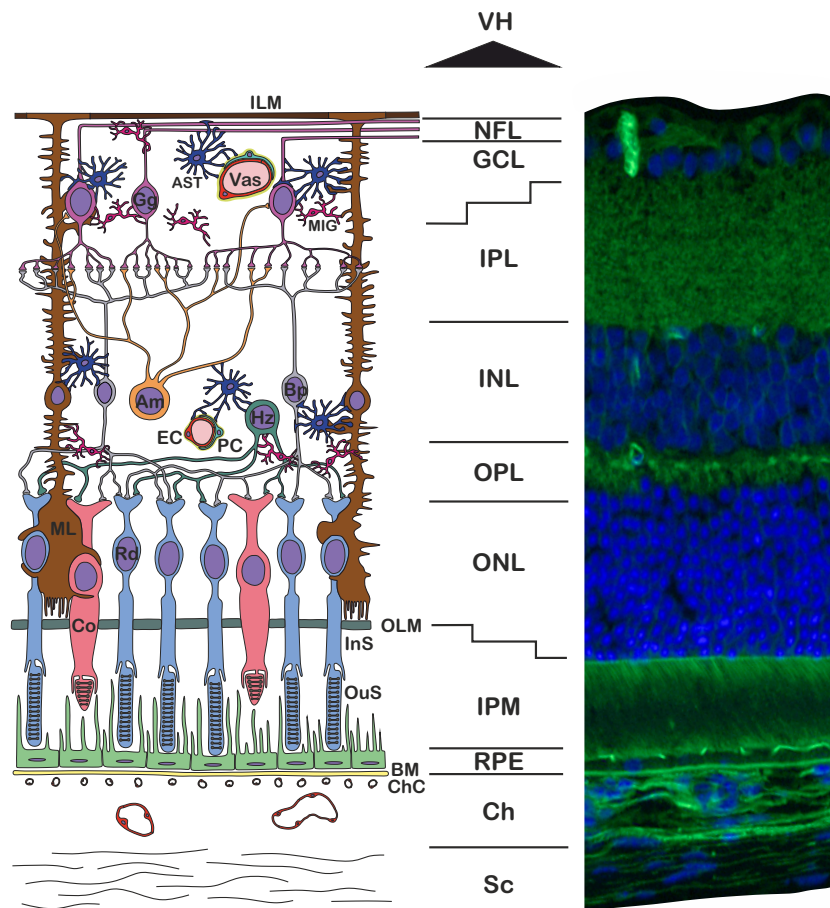 VH
ILM
NFL
GCL
AST
Vas
Gg
MIG
IPL
INL
Am
Bp
Hz
EC
PC
OPL
ML
Rd
ONL
Co
OLM
InS
OuS
IPM
RPE
BM
ChC
Ch
Sc